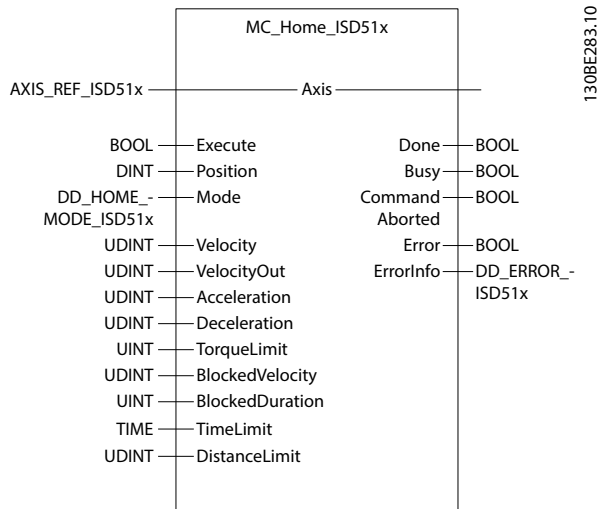 MC_Home_ISD51x
130BE283.10
AXIS_REF_ISD51x Axis
BOOL Execute Done BOOL
DINT Position Busy BOOL
DD_HOME_- Mode Command BOOL
MODE_ISD51x Aborted
UDINT Velocity Error BOOL
UDINT VelocityOut ErrorInfo DD_ERROR_-
UDINT Acceleration ISD51x
UDINT Deceleration
UINT TorqueLimit
UDINT BlockedVelocity
UINT BlockedDuration
TIME TimeLimit
UDINT DistanceLimit